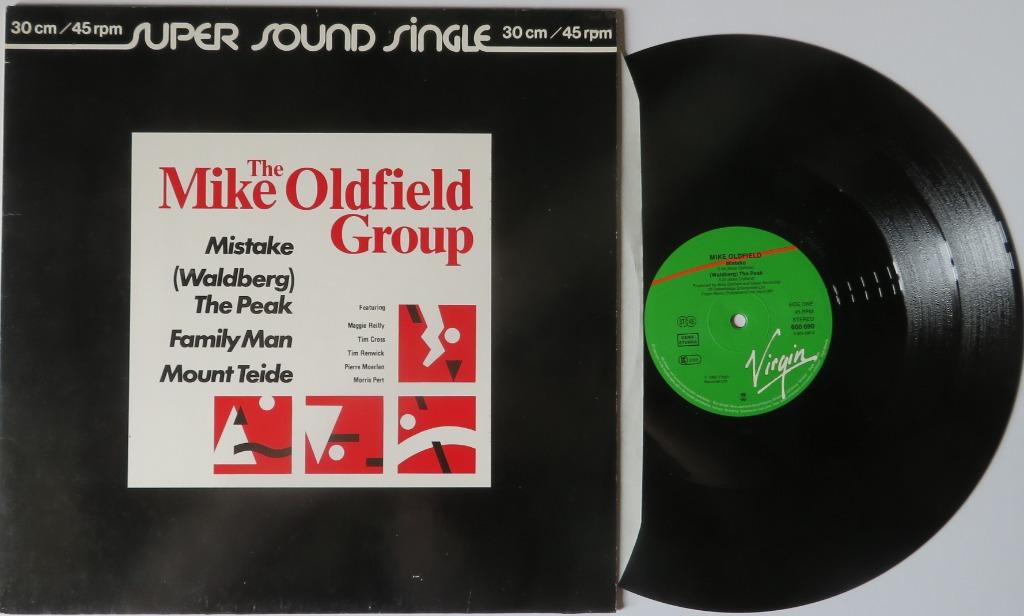 30 cm / 45 rpm SUPER SOUND SINGLE 30 cm / 45 rpm
The
Mike Oldfield
Group
Mistake
(Waldberg)
The Peak
Family Man
Mount Teide
Featuring
Maggie Reilly
Tim Cross
Tim Renwick
Pierre Moerlen
Morris Pert
MIKE OLDFIELD
Mistake
(Waldberg) The Peak
SIDE ONE
45 RPM
STEREO
600 690
Virgin